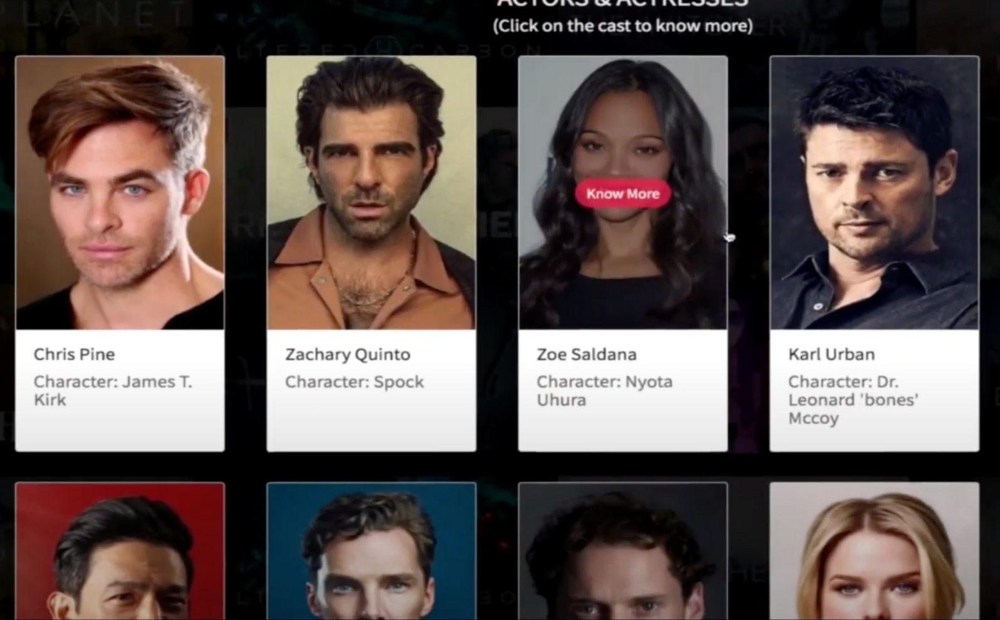 PLANET
ACTORS & ACTRESSES
(Click on the cast to know more)
ALTERED CARBON
Know More
Chris Pine
Character: James T.
Kirk
Zachary Quinto
Character: Spock
Zoe Saldana
Character: Nyota
Uhura
Karl Urban
Character: Dr.
Leonard 'bones'
Mccoy